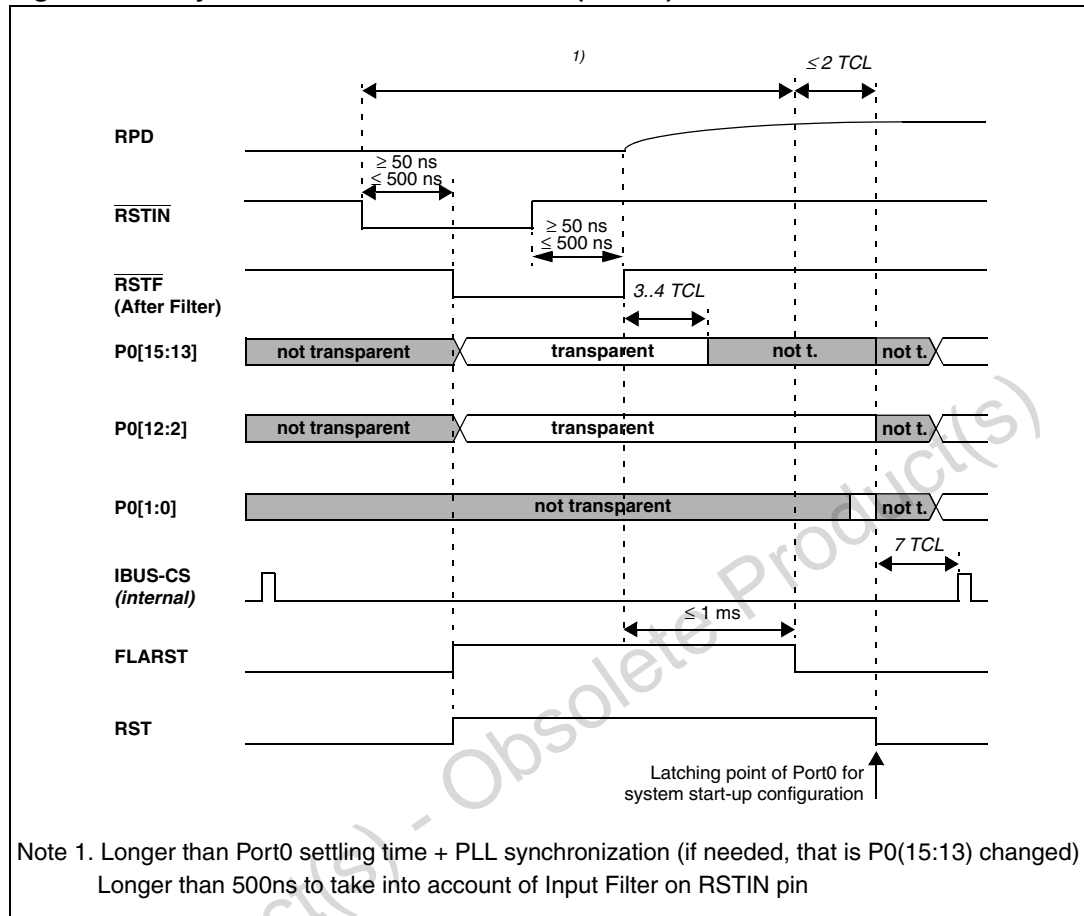 1)
≤ 2 TCL
RPD
≥ 50 ns
≤ 500 ns
RSTIN
≥ 50 ns
≤ 500 ns
RSTF
(After Filter)
3..4 TCL
P0[15:13]
not transparent
transparent
not t.
not t.
P0[12:2]
not transparent
transparent
not t.
P0[1:0]
not transparent
not t.
7 TCL
IBUS-CS
(internal)
≤ 1 ms
FLARST
RST
Latching point of Port0 for
system start-up configuration
Note 1. Longer than Port0 settling time + PLL synchronization (if needed, that is P0(15:13) changed)
Longer than 500ns to take into account of Input Filter on RSTIN pin
ct(s) - Obsolete Product(s)